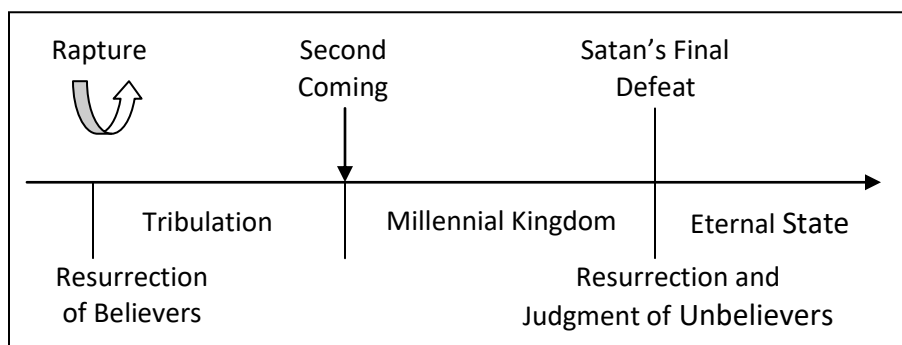 Rapture
Second
Coming
Satan’s Final
Defeat
Tribulation
Millennial Kingdom
Eternal State
Resurrection
of Believers
Resurrection and
Judgment of Unbelievers